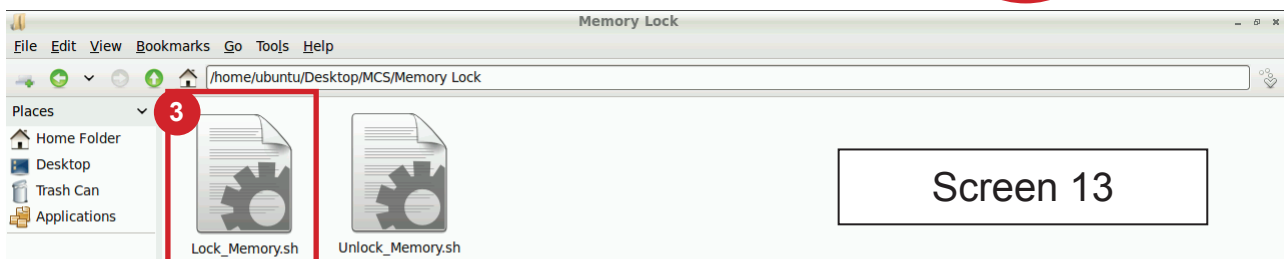 Memory Lock
File Edit View Bookmarks Go Tools Help
/home/ubuntu/Desktop/MCS/Memory Lock
Places
3
Home Folder
Desktop
Trash Can
Applications
Lock_Memory.sh
Unlock_Memory.sh
Screen 13